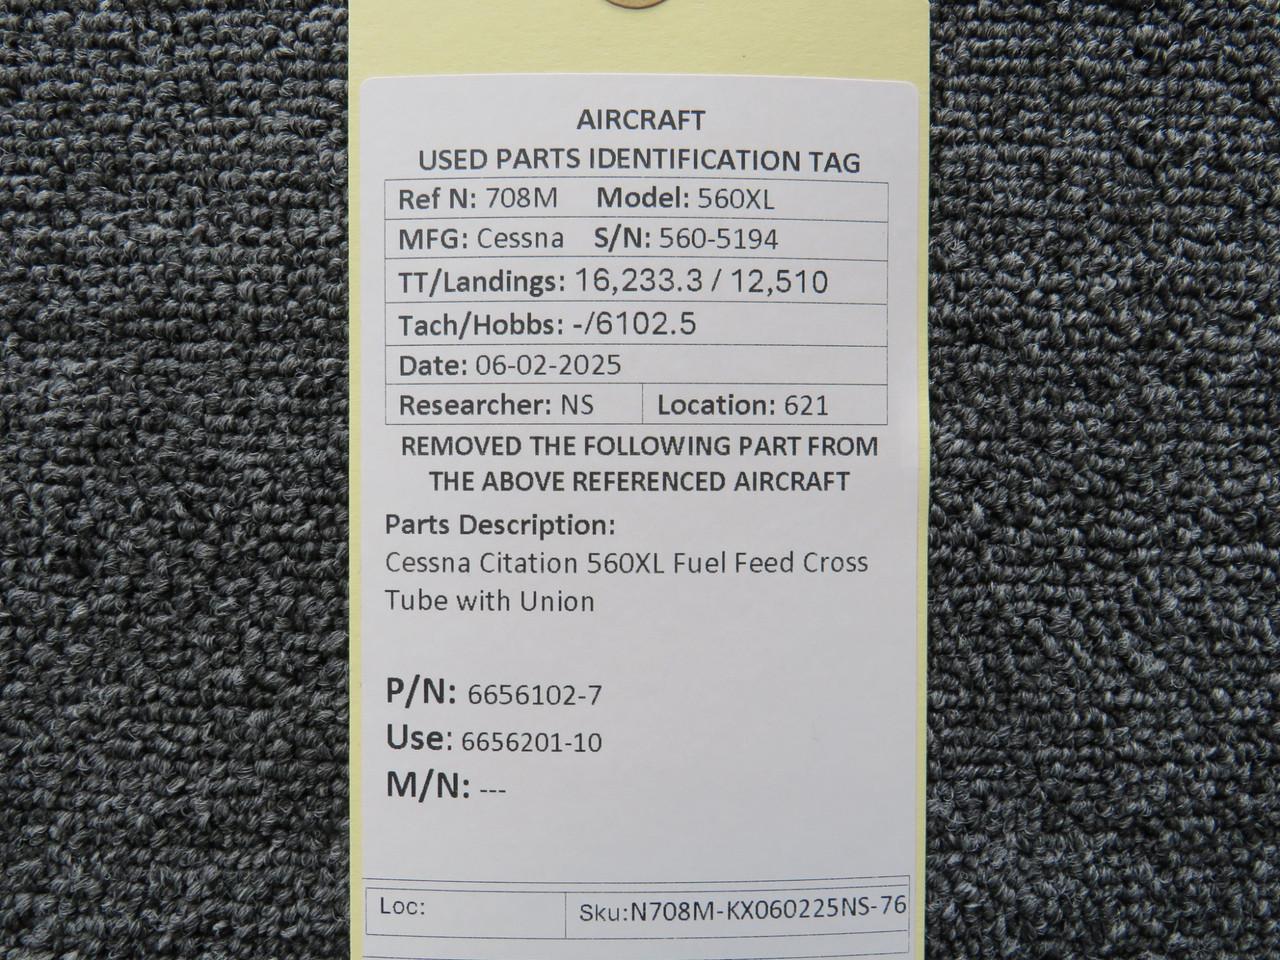 AIRCRAFT
USED PARTS IDENTIFICATION TAG
Ref N: 708M Model: 560XL
MFG: Cessna S/N: 560-5194
TT/Landings: 16,233.3 / 12,510
Tach/Hobbs: -/6102.5
Date: 06-02-2025
Researcher: NS Location: 621
REMOVED THE FOLLOWING PART FROM
THE ABOVE REFERENCED AIRCRAFT
Parts Description:
Cessna Citation 560XL Fuel Feed Cross
Tube with Union
P/N: 6656102-7
Use: 6656201-10
M/N: ---
Loc: Sku:N708M-KX060225NS-76